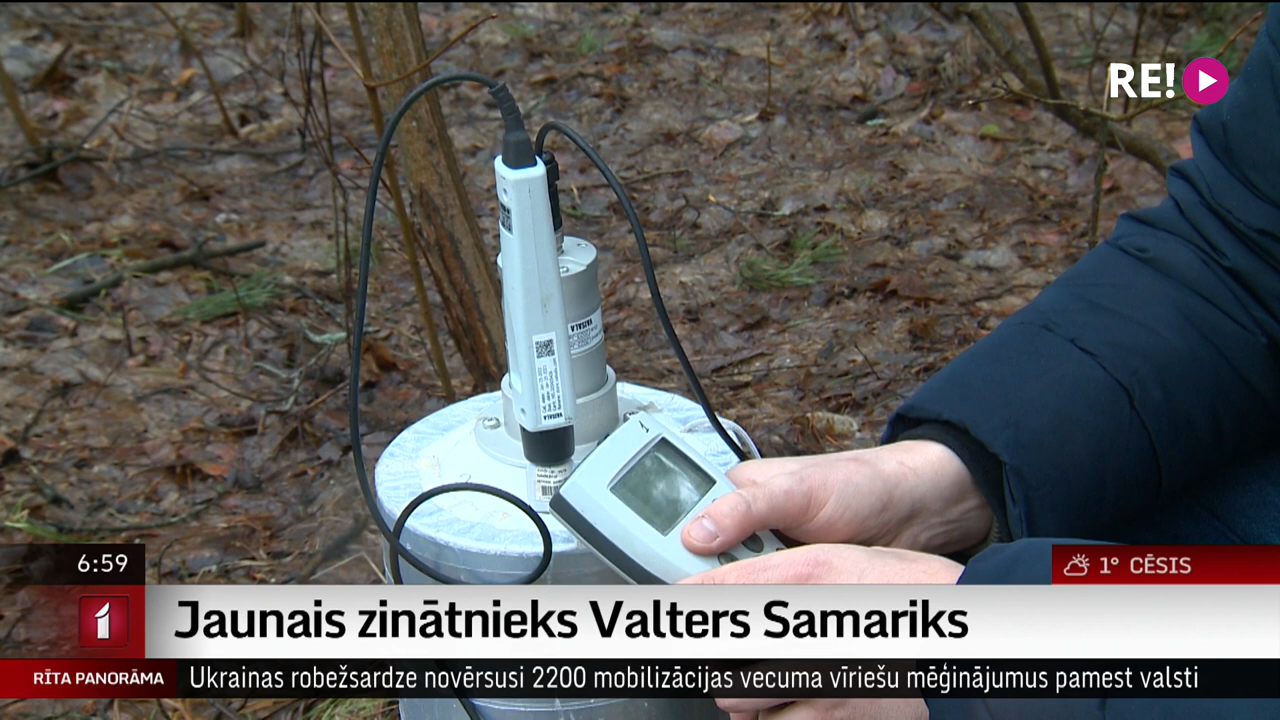 RE!
VAISALA
VAISALA
6:59
1° CĒSIS
1
Jaunais zinātnieks Valters Samariks
RĪTA PANORĀMA
Ukrainas robežsardze novērsusi 2200 mobilizācijas vecuma vīriešu mēģinājumus pamest valsti